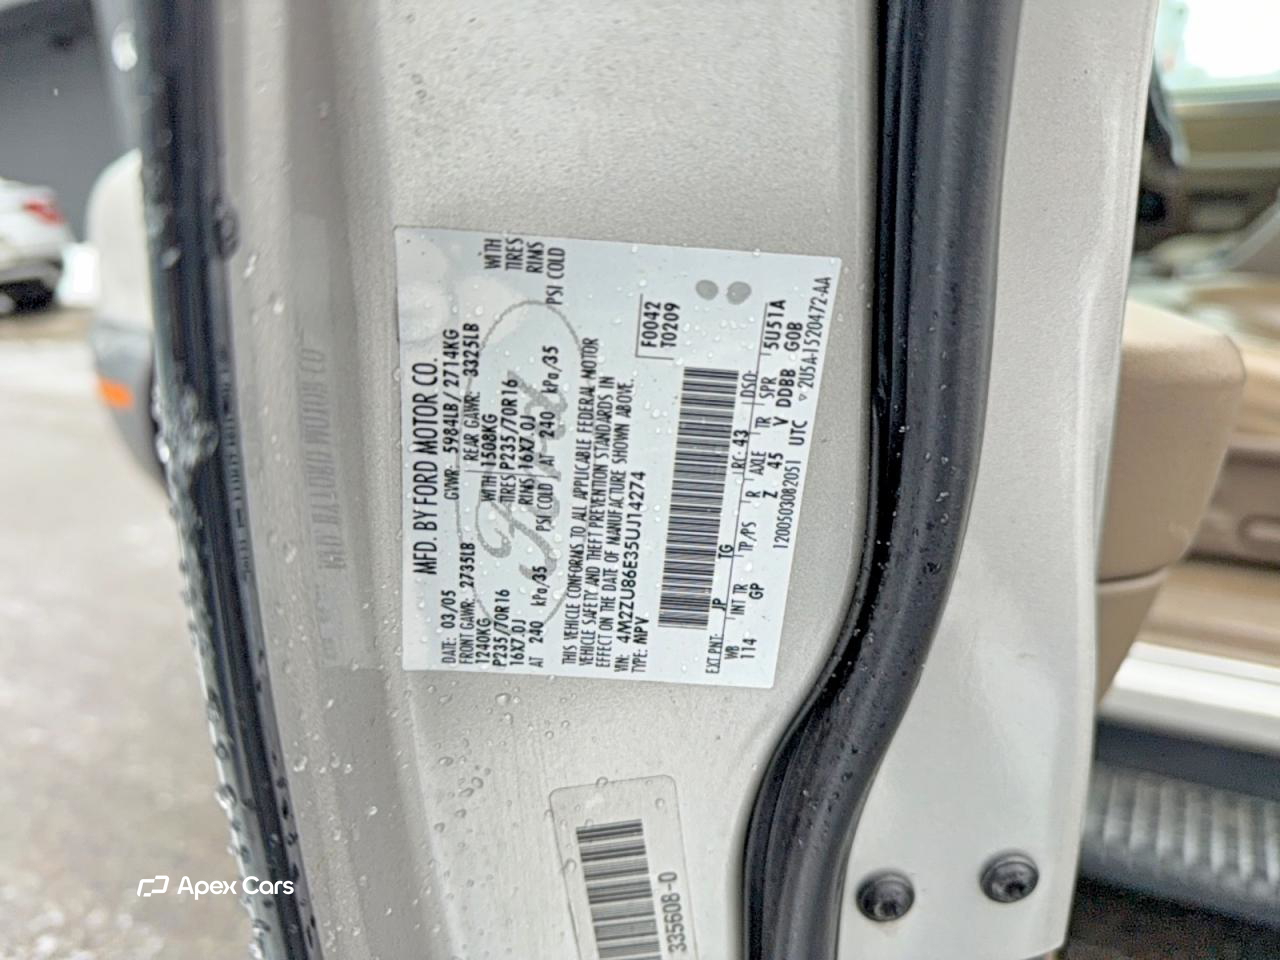 MFD. BY FORD MOTOR CO.
DATE: 03/05 GVWR: 5984LB/2714KG
FRONT GAWR: 2735LB REAR GAWR: 3325LB
1240KG WITH 1508KG WITH
P235/70R16 TIRES P235/70R16 TIRES
16X7.0J RIMS 16X7.0J RIMS
AT 240 kPa/35 PSI COLD AT 240 kPa/35 PSI COLD
Ford
THIS VEHICLE CONFORMS TO ALL APPLICABLE FEDERAL MOTOR
VEHICLE SAFETY AND THEFT PREVENTION STANDARDS IN
EFFECT ON THE DATE OF MANUFACTURE SHOWN ABOVE.
VIN: 4M2ZU86E35UJ14274
TYPE: MPV
F0042
T0209
EXT PNT: JP TG RC: 43 DSO:
WB INT TR TP/PS R AXLE TR SPR 5U51A
114 GP Z 45 V DDBB G0B
1200503082051 UTC ▽ 2U5A-1520472-AA
335608-0
Apex Cars